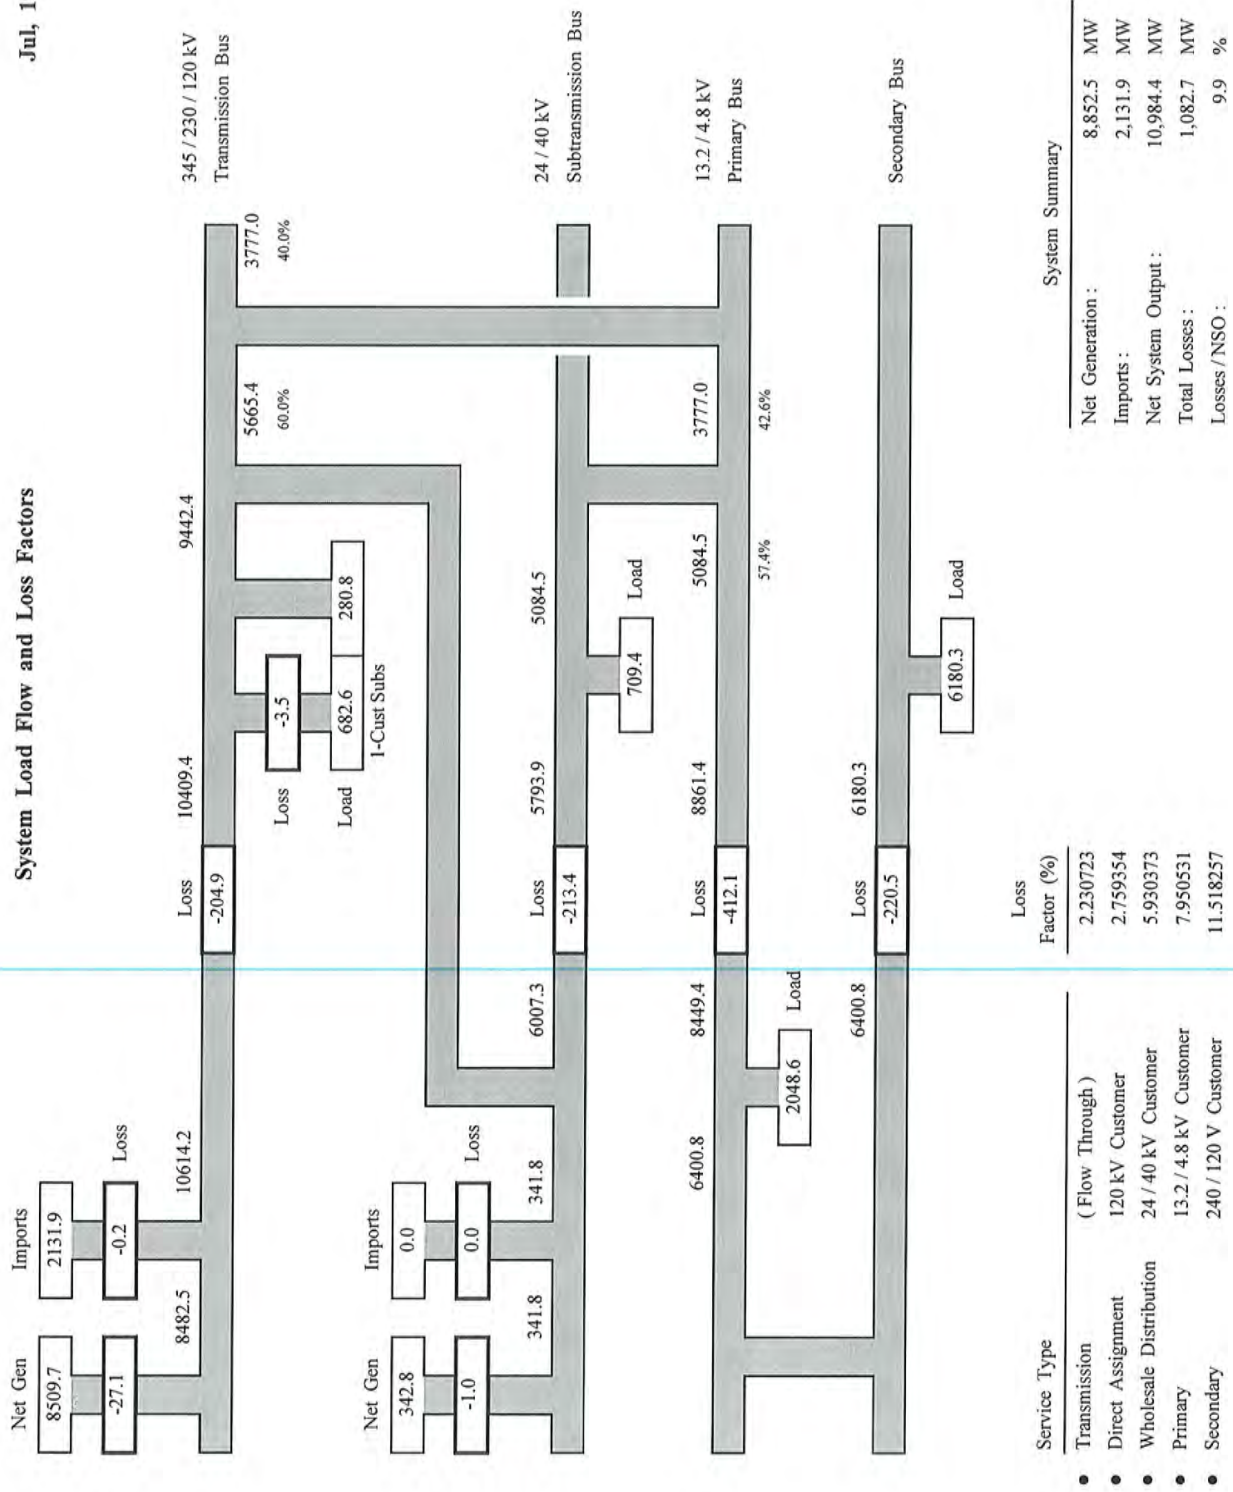 System Load Flow and Loss Factors
Jul, 1
Net Gen
8509.7
-27.1
8482.5
Imports
2131.9
-0.2
Loss
10614.2
Loss
-204.9
10409.4
Loss
-3.5
Load
682.6
280.8
1-Cust Subs
9442.4
5665.4
60.0%
3777.0
40.0%
345 / 230 / 120 kV
Transmission Bus
Net Gen
342.8
-1.0
341.8
Imports
0.0
0.0
Loss
341.8
6007.3
Loss
-213.4
5793.9
709.4
Load
5084.5
24 / 40 kV
Subtransmission Bus
6400.8
2048.6
Load
8449.4
Loss
-412.1
8861.4
5084.5
57.4%
3777.0
42.6%
13.2 / 4.8 kV
Primary Bus
6400.8
Loss
-220.5
6180.3
6180.3
Load
Secondary Bus
Service Type
Loss
Factor (%)
• Transmission ( Flow Through ) 2.230723
• Direct Assignment 120 kV Customer 2.759354
• Wholesale Distribution 24 / 40 kV Customer 5.930373
• Primary 13.2 / 4.8 kV Customer 7.950531
• Secondary 240 / 120 V Customer 11.518257
System Summary
Net Generation : 8,852.5 MW
Imports : 2,131.9 MW
Net System Output : 10,984.4 MW
Total Losses : 1,082.7 MW
Losses / NSO : 9.9 %